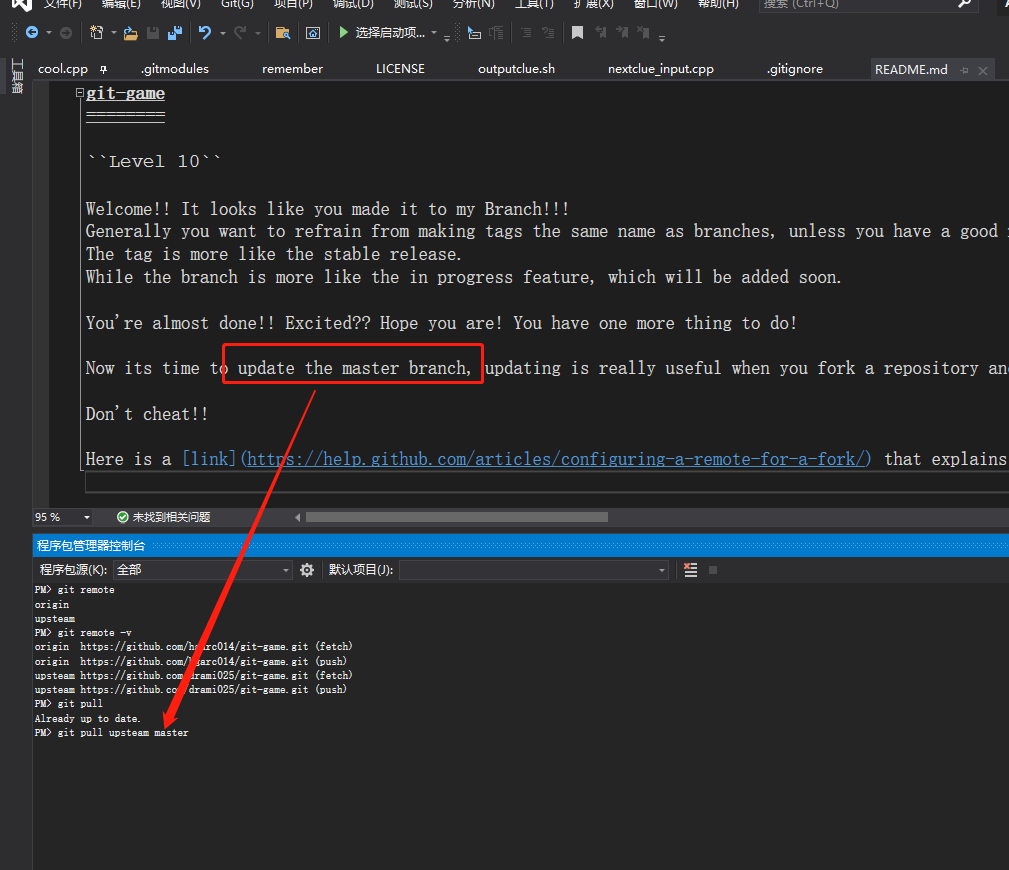 文件(F) 编辑(E) 视图(V) Git(G) 项目(P) 调试(D) 测试(S) 分析(N) 工具(T) 扩展(X) 窗口(W) 帮助(H) 搜索 (Ctrl+Q)
选择启动项...
工具箱
cool.cpp .gitmodules remember LICENSE outputclue.sh nextclue_input.cpp .gitignore README.md
git-game
========
``Level 10``
Welcome!! It looks like you made it to my Branch!!!
Generally you want to refrain from making tags the same name as branches, unless you have a good
The tag is more like the stable release.
While the branch is more like the in progress feature, which will be added soon.
You're almost done!! Excited?? Hope you are! You have one more thing to do!
Now its time to update the master branch, updating is really useful when you fork a repository an
Don't cheat!!
Here is a [link](https://help.github.com/articles/configuring-a-remote-for-a-fork/) that explains
95 % 未找到相关问题
程序包管理器控制台
程序包源(K): 全部 默认项目(J):
PM> git remote
origin
upsteam
PM> git remote -v
origin https://github.com/hgarc014/git-game.git (fetch)
origin https://github.com/hgarc014/git-game.git (push)
upsteam https://github.com/drami025/git-game.git (fetch)
upsteam https://github.com/drami025/git-game.git (push)
PM> git pull
Already up to date.
PM> git pull upsteam master